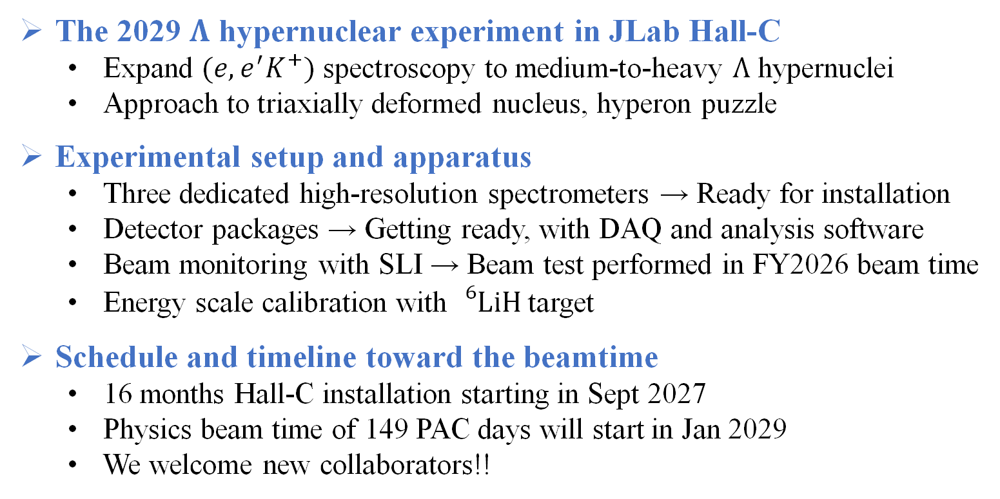 ➢ The 2029 Λ hypernuclear experiment in JLab Hall-C
• Expand (e, e′K⁺) spectroscopy to medium-to-heavy Λ hypernuclei
• Approach to triaxially deformed nucleus, hyperon puzzle
➢ Experimental setup and apparatus
• Three dedicated high-resolution spectrometers → Ready for installation
• Detector packages → Getting ready, with DAQ and analysis software
• Beam monitoring with SLI → Beam test performed in FY2026 beam time
• Energy scale calibration with ⁶LiH target
➢ Schedule and timeline toward the beamtime
• 16 months Hall-C installation starting in Sept 2027
• Physics beam time of 149 PAC days will start in Jan 2029
• We welcome new collaborators!!